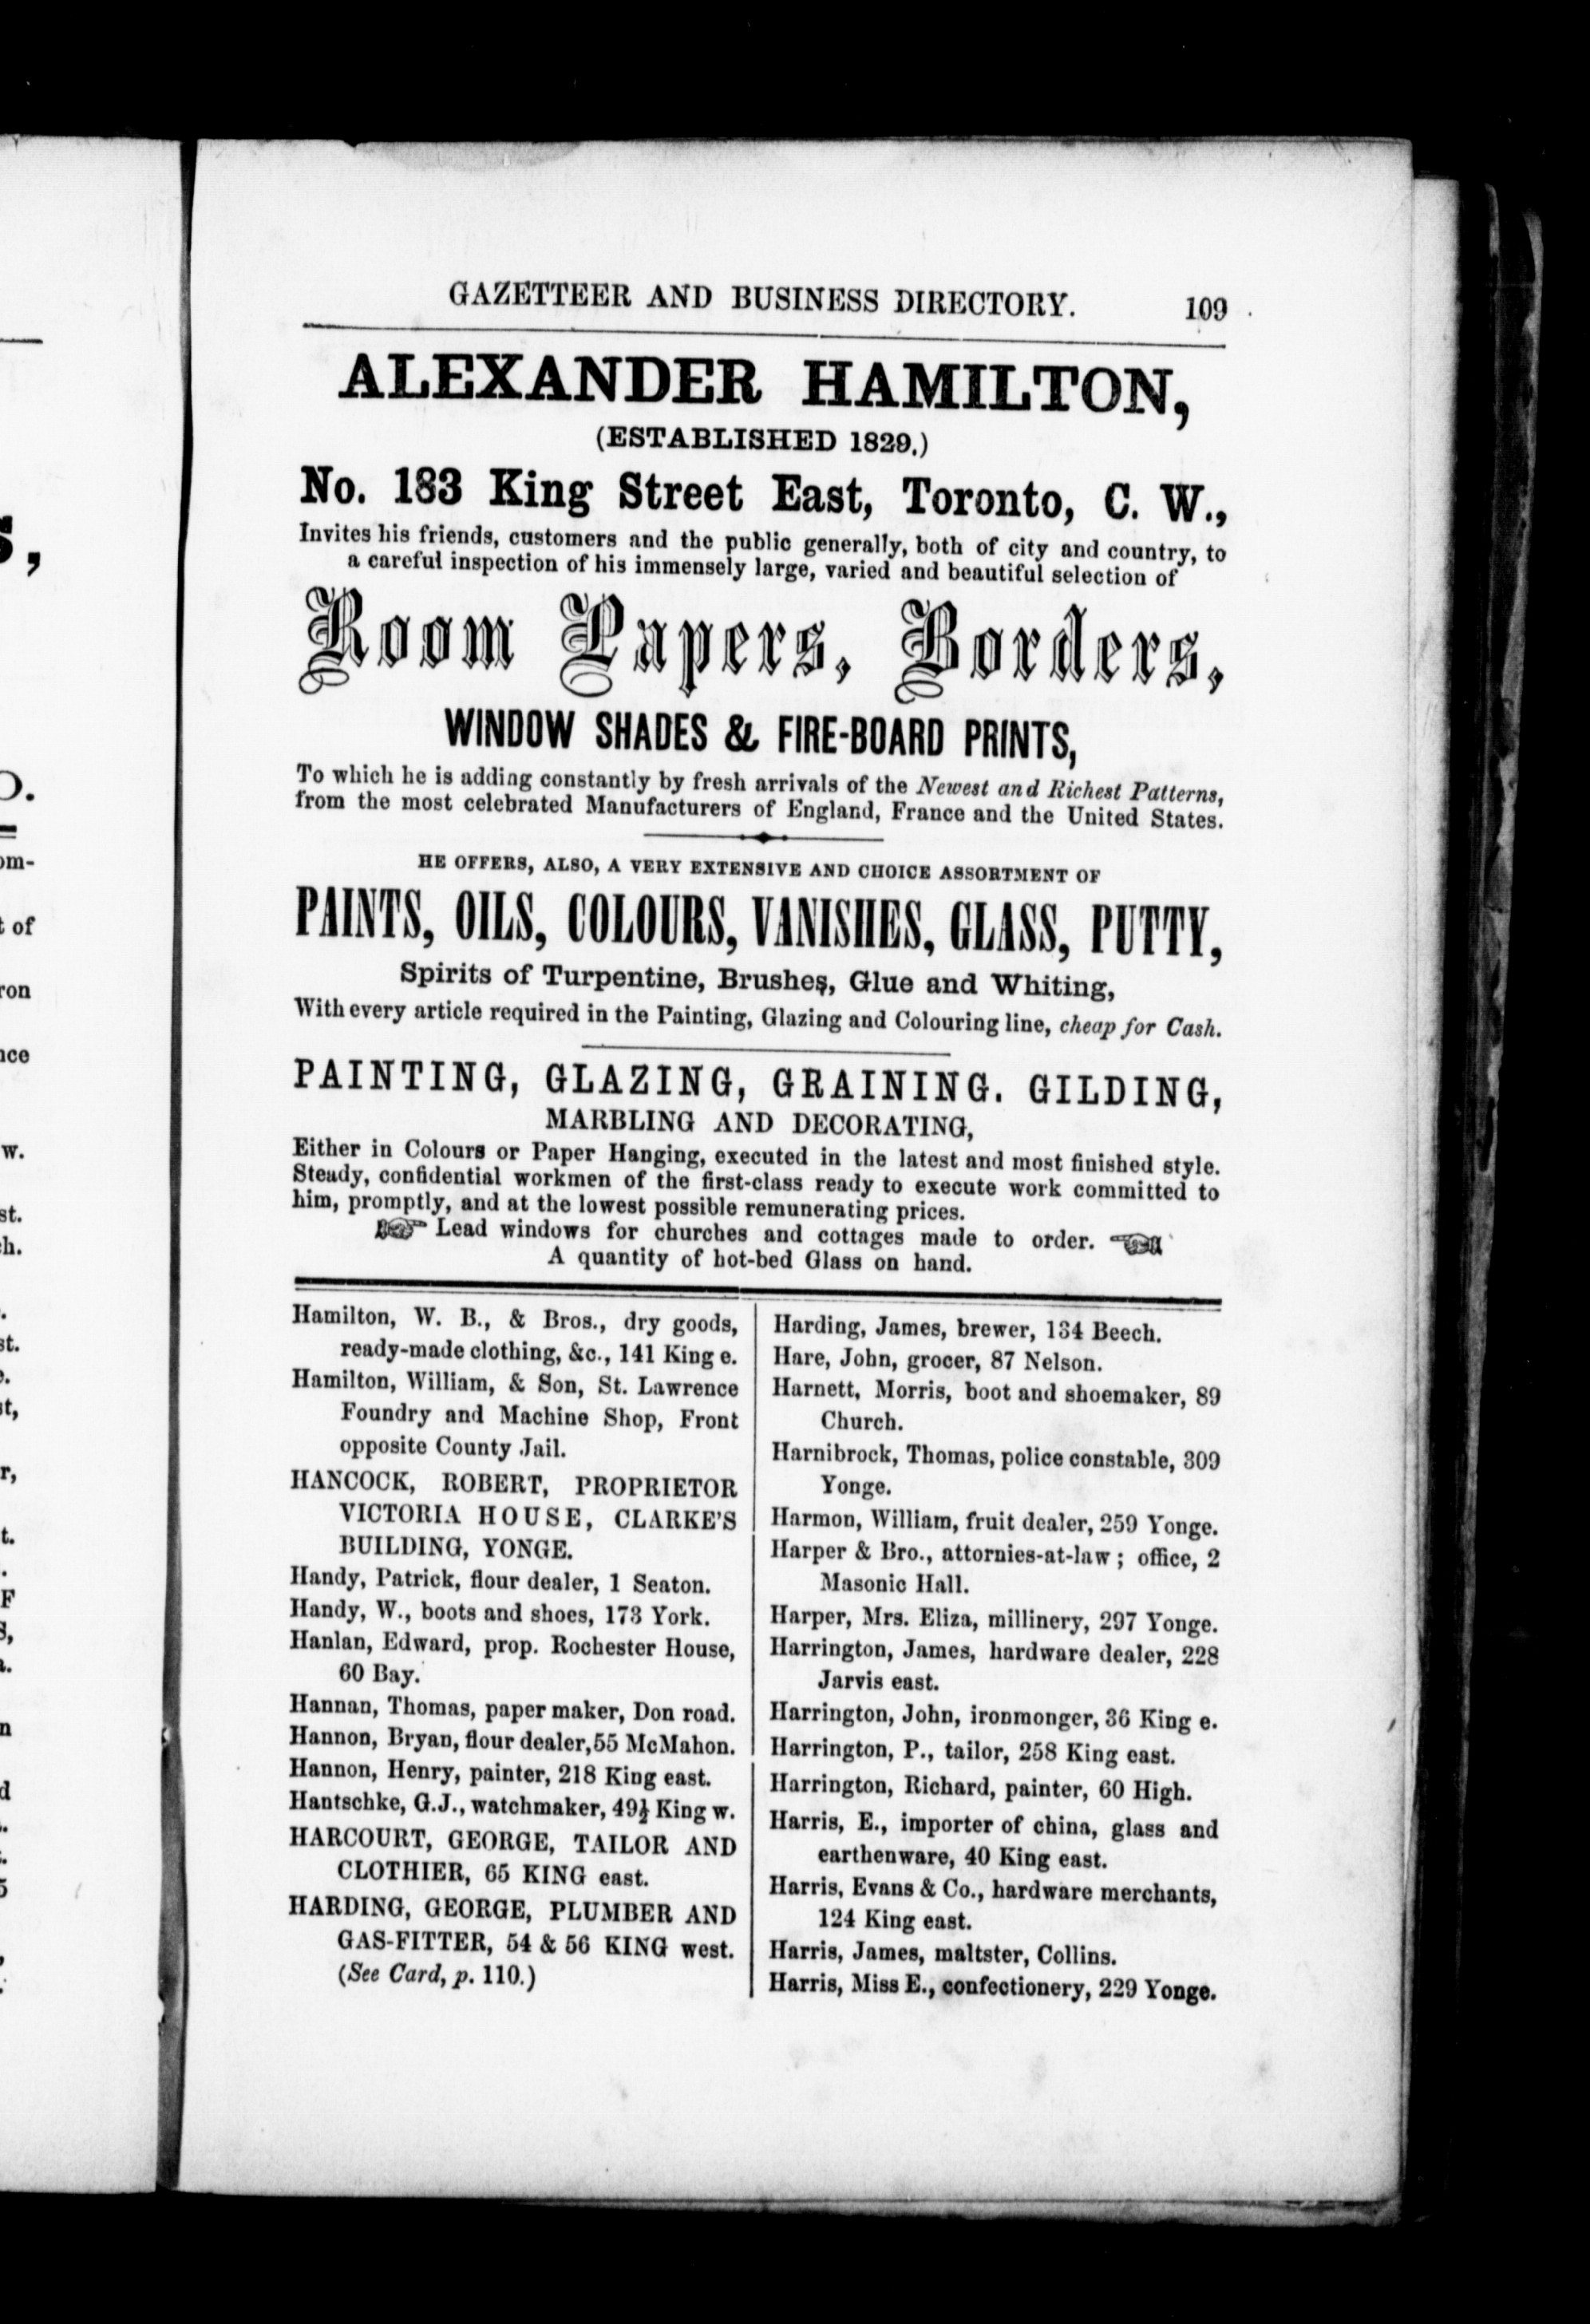 GAZETTEER AND BUSINESS DIRECTORY. 109
ALEXANDER HAMILTON,
(ESTABLISHED 1829.)
No. 183 King Street East, Toronto, C. W.,
Invites his friends, customers and the public generally, both of city and country, to
a careful inspection of his immensely large, varied and beautiful selection of
Room Papers, Borders,
WINDOW SHADES & FIRE-BOARD PRINTS,
To which he is adding constantly by fresh arrivals of the Newest and Richest Patterns,
from the most celebrated Manufacturers of England, France and the United States.
HE OFFERS, ALSO, A VERY EXTENSIVE AND CHOICE ASSORTMENT OF
PAINTS, OILS, COLOURS, VANISHES, GLASS, PUTTY,
Spirits of Turpentine, Brushes, Glue and Whiting,
With every article required in the Painting, Glazing and Colouring line, cheap for Cash.
PAINTING, GLAZING, GRAINING. GILDING,
MARBLING AND DECORATING,
Either in Colours or Paper Hanging, executed in the latest and most finished style.
Steady, confidential workmen of the first-class ready to execute work committed to
him, promptly, and at the lowest possible remunerating prices.
☞ Lead windows for churches and cottages made to order. ☜
A quantity of hot-bed Glass on hand.
Hamilton, W. B., & Bros., dry goods,
ready-made clothing, &c., 141 King e.
Hamilton, William, & Son, St. Lawrence
Foundry and Machine Shop, Front
opposite County Jail.
HANCOCK, ROBERT, PROPRIETOR
VICTORIA HOUSE, CLARKE'S
BUILDING, YONGE.
Handy, Patrick, flour dealer, 1 Seaton.
Handy, W., boots and shoes, 173 York.
Hanlan, Edward, prop. Rochester House,
60 Bay.
Hannan, Thomas, paper maker, Don road.
Hannon, Bryan, flour dealer, 55 McMahon.
Hannon, Henry, painter, 218 King east.
Hantschke, G.J., watchmaker, 49½ King w.
HARCOURT, GEORGE, TAILOR AND
CLOTHIER, 65 KING east.
HARDING, GEORGE, PLUMBER AND
GAS-FITTER, 54 & 56 KING west.
(See Card, p. 110.)
Harding, James, brewer, 134 Beech.
Hare, John, grocer, 87 Nelson.
Harnett, Morris, boot and shoemaker, 89
Church.
Harnibrock, Thomas, police constable, 309
Yonge.
Harmon, William, fruit dealer, 259 Yonge.
Harper & Bro., attornies-at-law; office, 2
Masonic Hall.
Harper, Mrs. Eliza, millinery, 297 Yonge.
Harrington, James, hardware dealer, 228
Jarvis east.
Harrington, John, ironmonger, 36 King e.
Harrington, P., tailor, 258 King east.
Harrington, Richard, painter, 60 High.
Harris, E., importer of china, glass and
earthenware, 40 King east.
Harris, Evans & Co., hardware merchants,
124 King east.
Harris, James, maltster, Collins.
Harris, Miss E., confectionery, 229 Yonge.